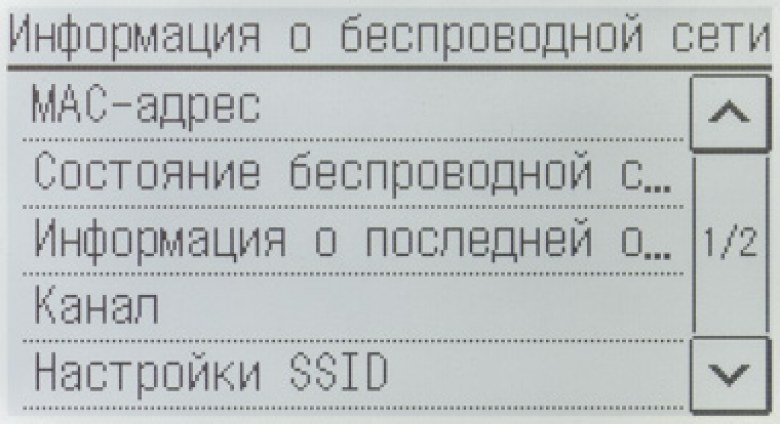 Информация о беспроводной сети
MAC-адрес
Состояние беспроводной с...
Информация о последней о...
1/2
Канал
Настройки SSID